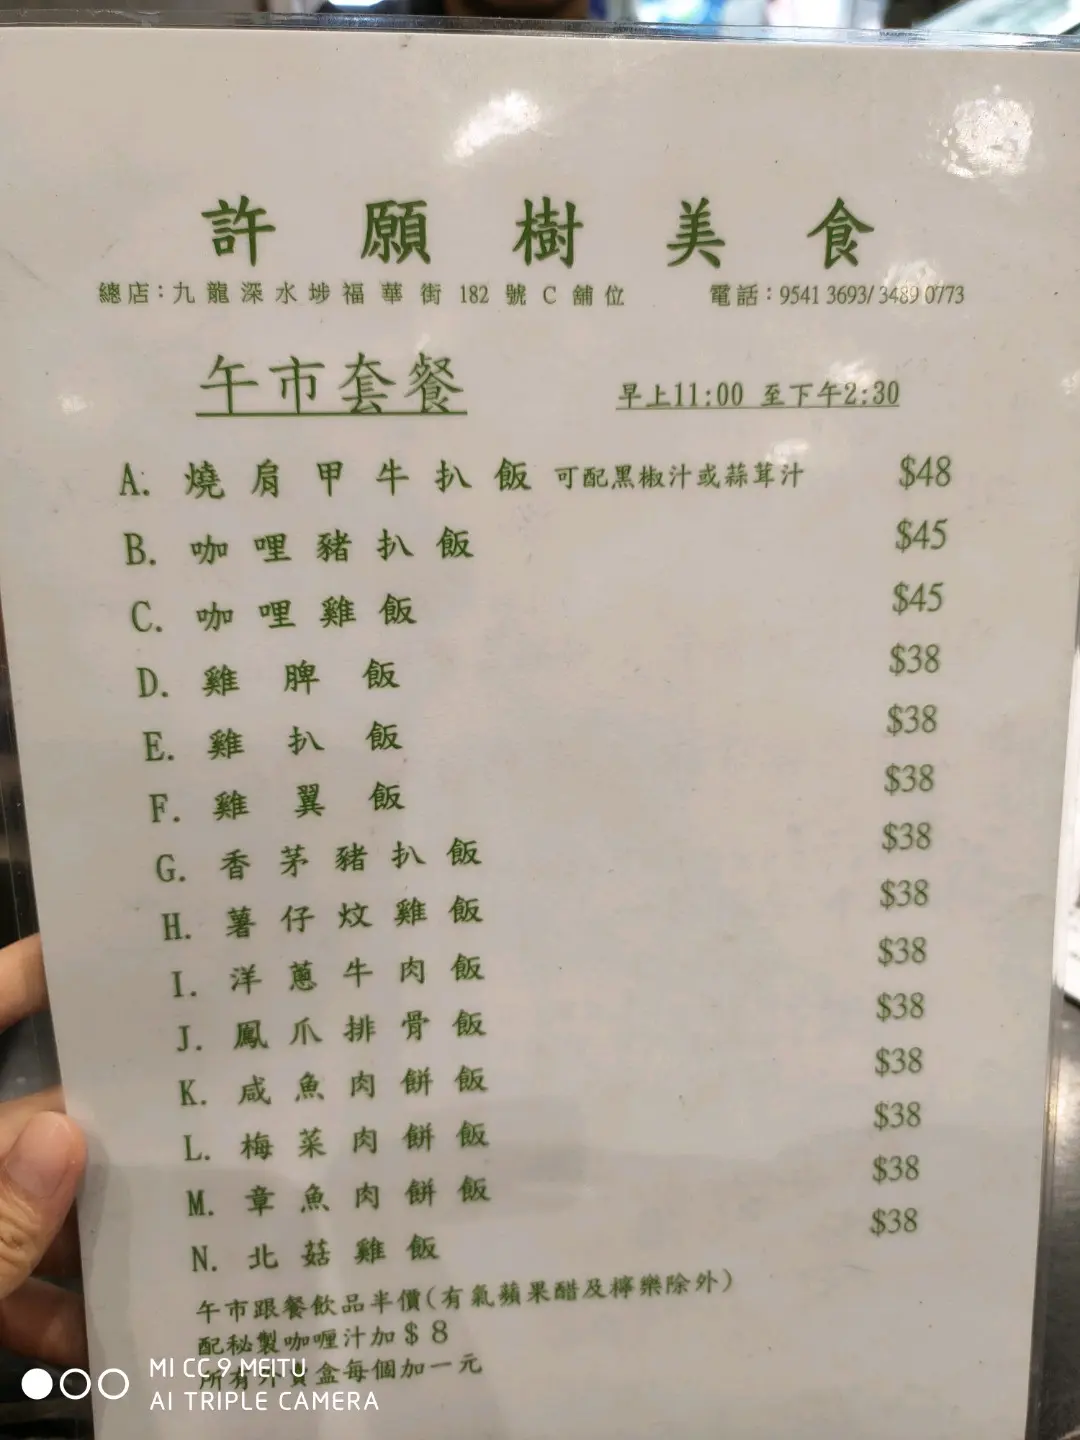 許願樹美食
總店：九龍深水埗福華街 182 號 C 舖位 電話：9541 3693/ 3489 0773
午市套餐 早上11:00 至下午2:30
A. 燒肩甲牛扒飯 可配黑椒汁或蒜茸汁 $48
B. 咖哩豬扒飯 $45
C. 咖哩雞飯 $45
D. 雞脾飯 $38
E. 雞扒飯 $38
F. 雞翼飯 $38
G. 香茅豬扒飯 $38
H. 薯仔炆雞飯 $38
I. 洋蔥牛肉飯 $38
J. 鳳爪排骨飯 $38
K. 咸魚肉餅飯 $38
L. 梅菜肉餅飯 $38
M. 章魚肉餅飯 $38
N. 北菇雞飯 $38
午市跟餐飲品半價(有氣蘋果醋及檸樂除外)
配秘製咖喱汁加 $ 8
所有外賣盒每個加一元
MI CC 9 MEITU
AI TRIPLE CAMERA